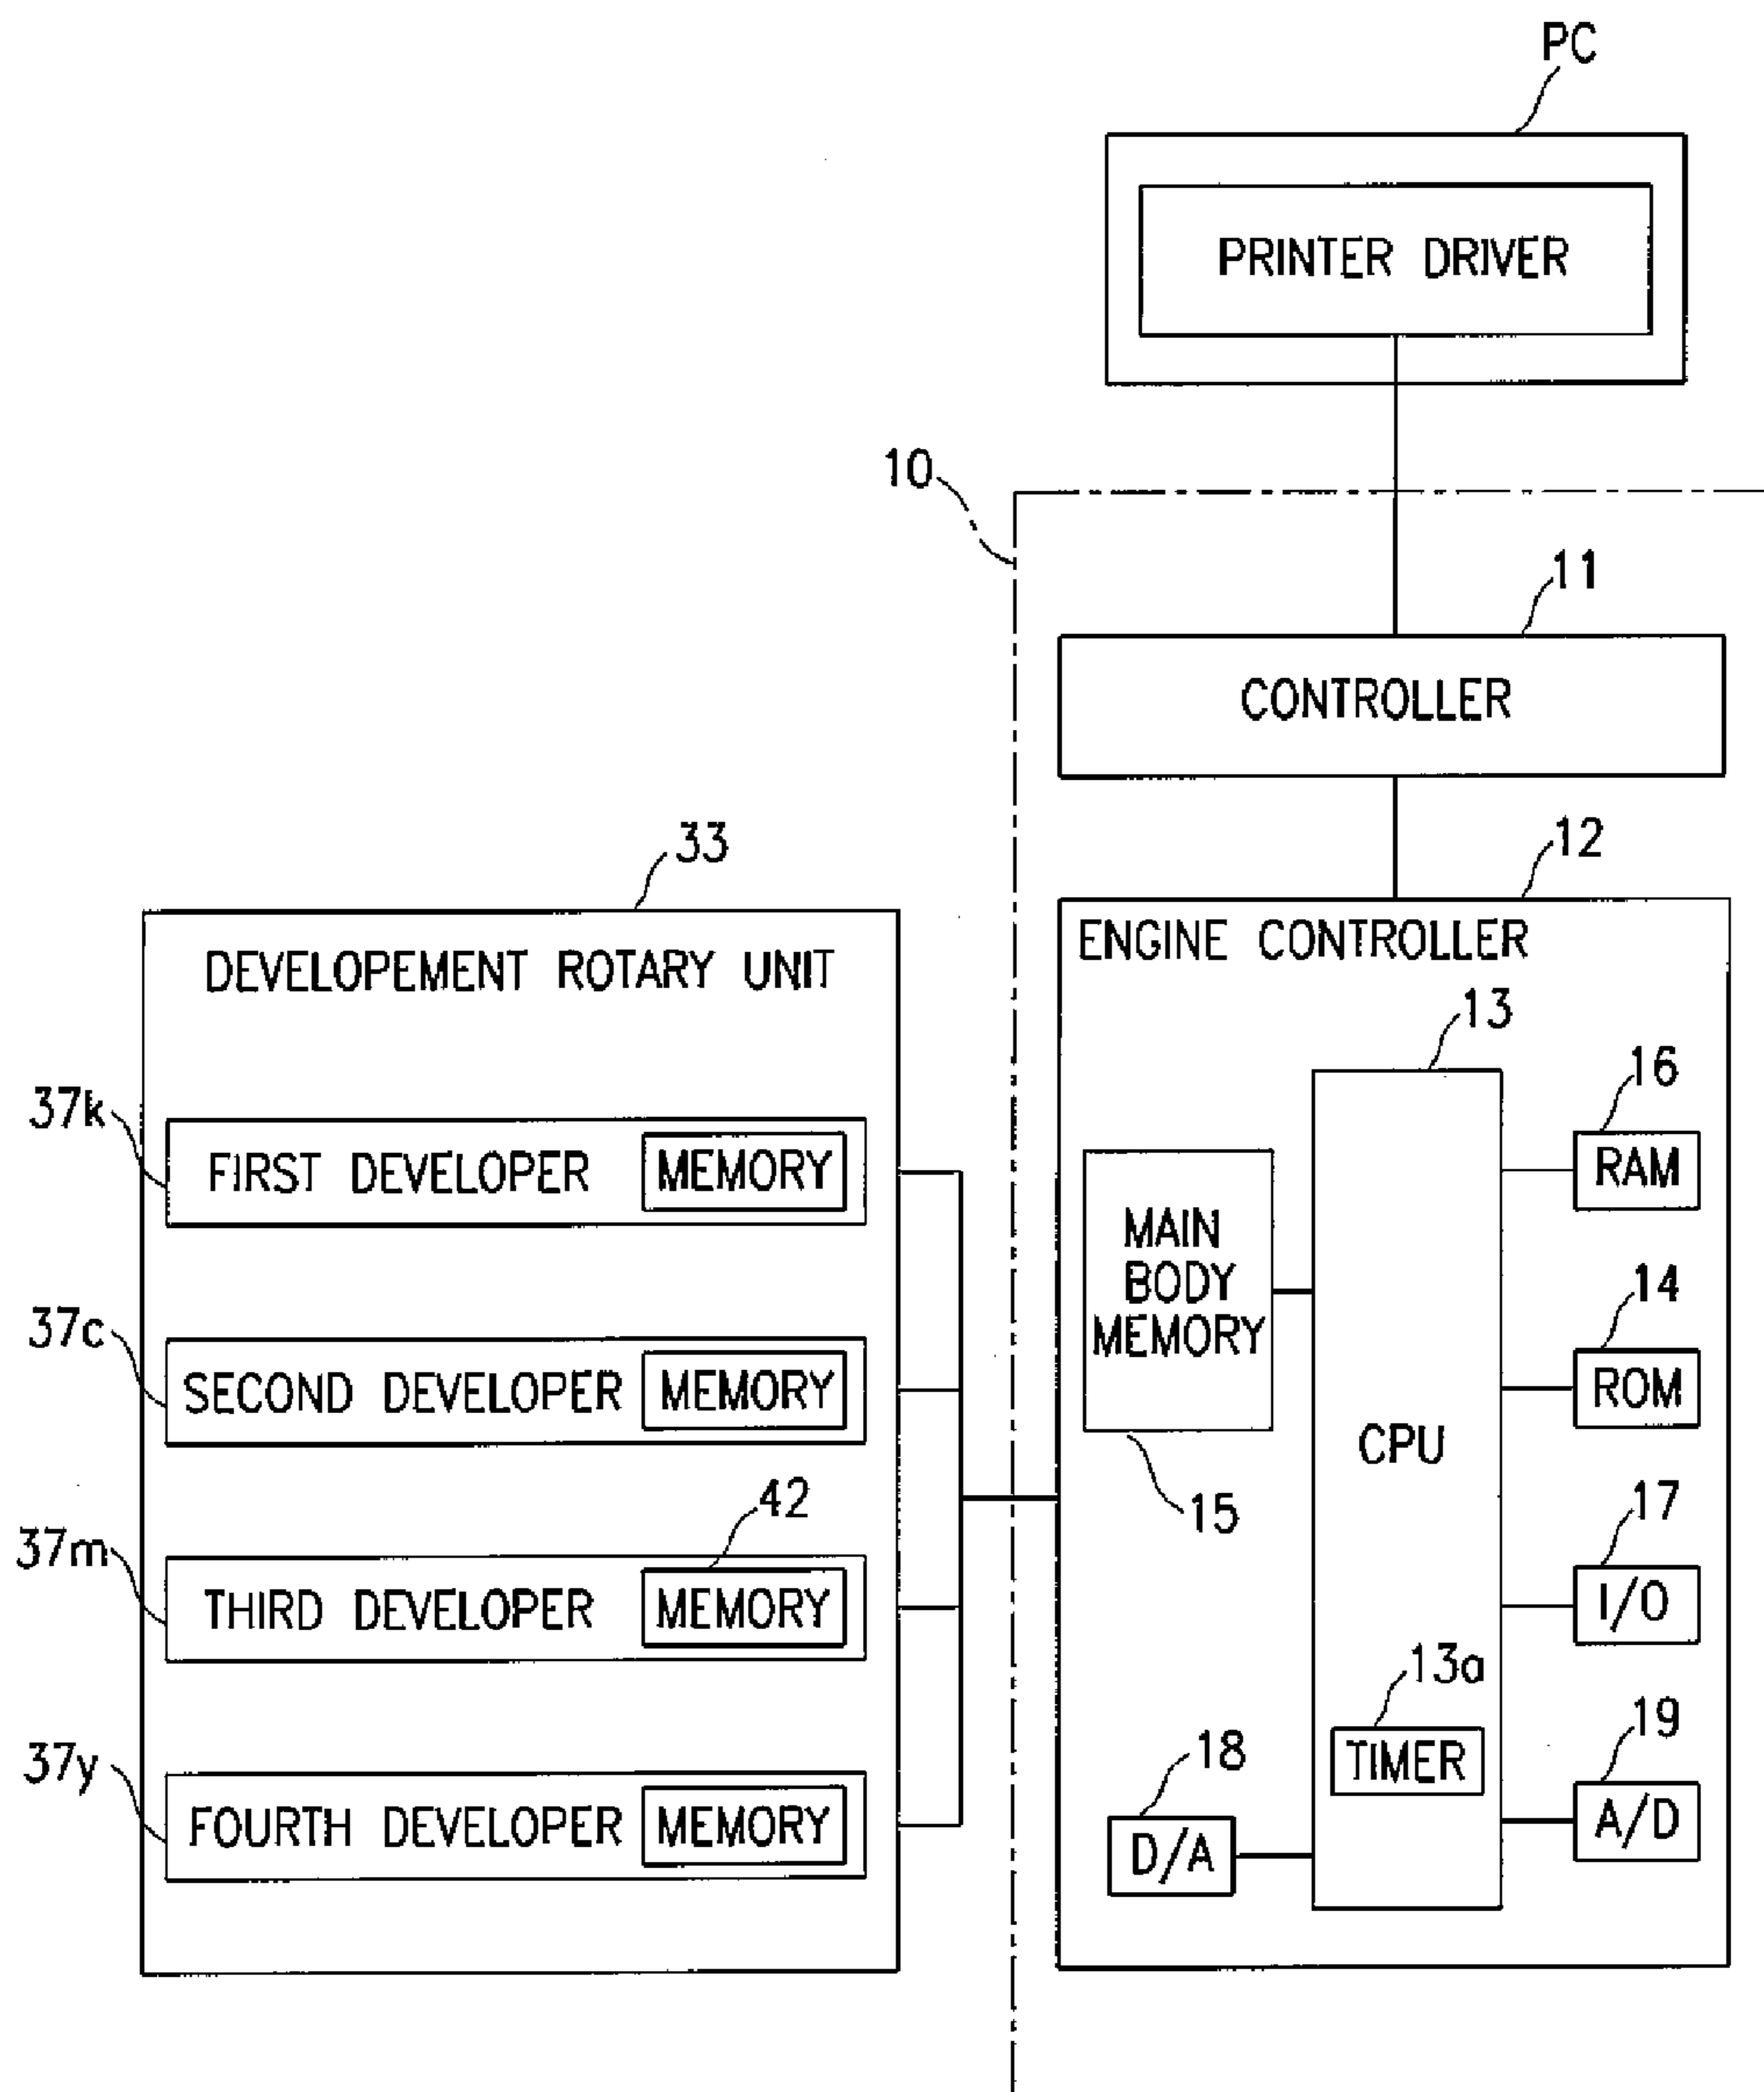 PC
PRINTER DRIVER
10
11
CONTROLLER
33
12
DEVELOPEMENT ROTARY UNIT
ENGINE CONTROLLER
13
16
37k
FIRST DEVELOPER MEMORY
MAIN
BODY
MEMORY
RAM
14
37c
SECOND DEVELOPER MEMORY
ROM
CPU
15
42
17
37m
THIRD DEVELOPER MEMORY
I/O
13a
TIMER
18
19
37y
FOURTH DEVELOPER MEMORY
D/A
A/D